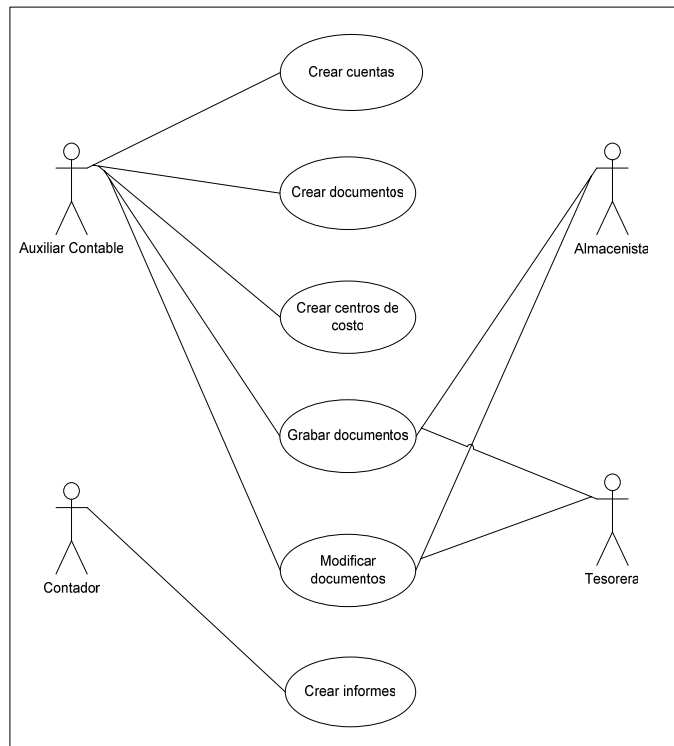 Crear cuentas
Crear documentos
Auxiliar Contable
Almacenista
Crear centros de
costo
Grabar documentos
Modificar
documentos
Contador
Tesorera
Crear informes